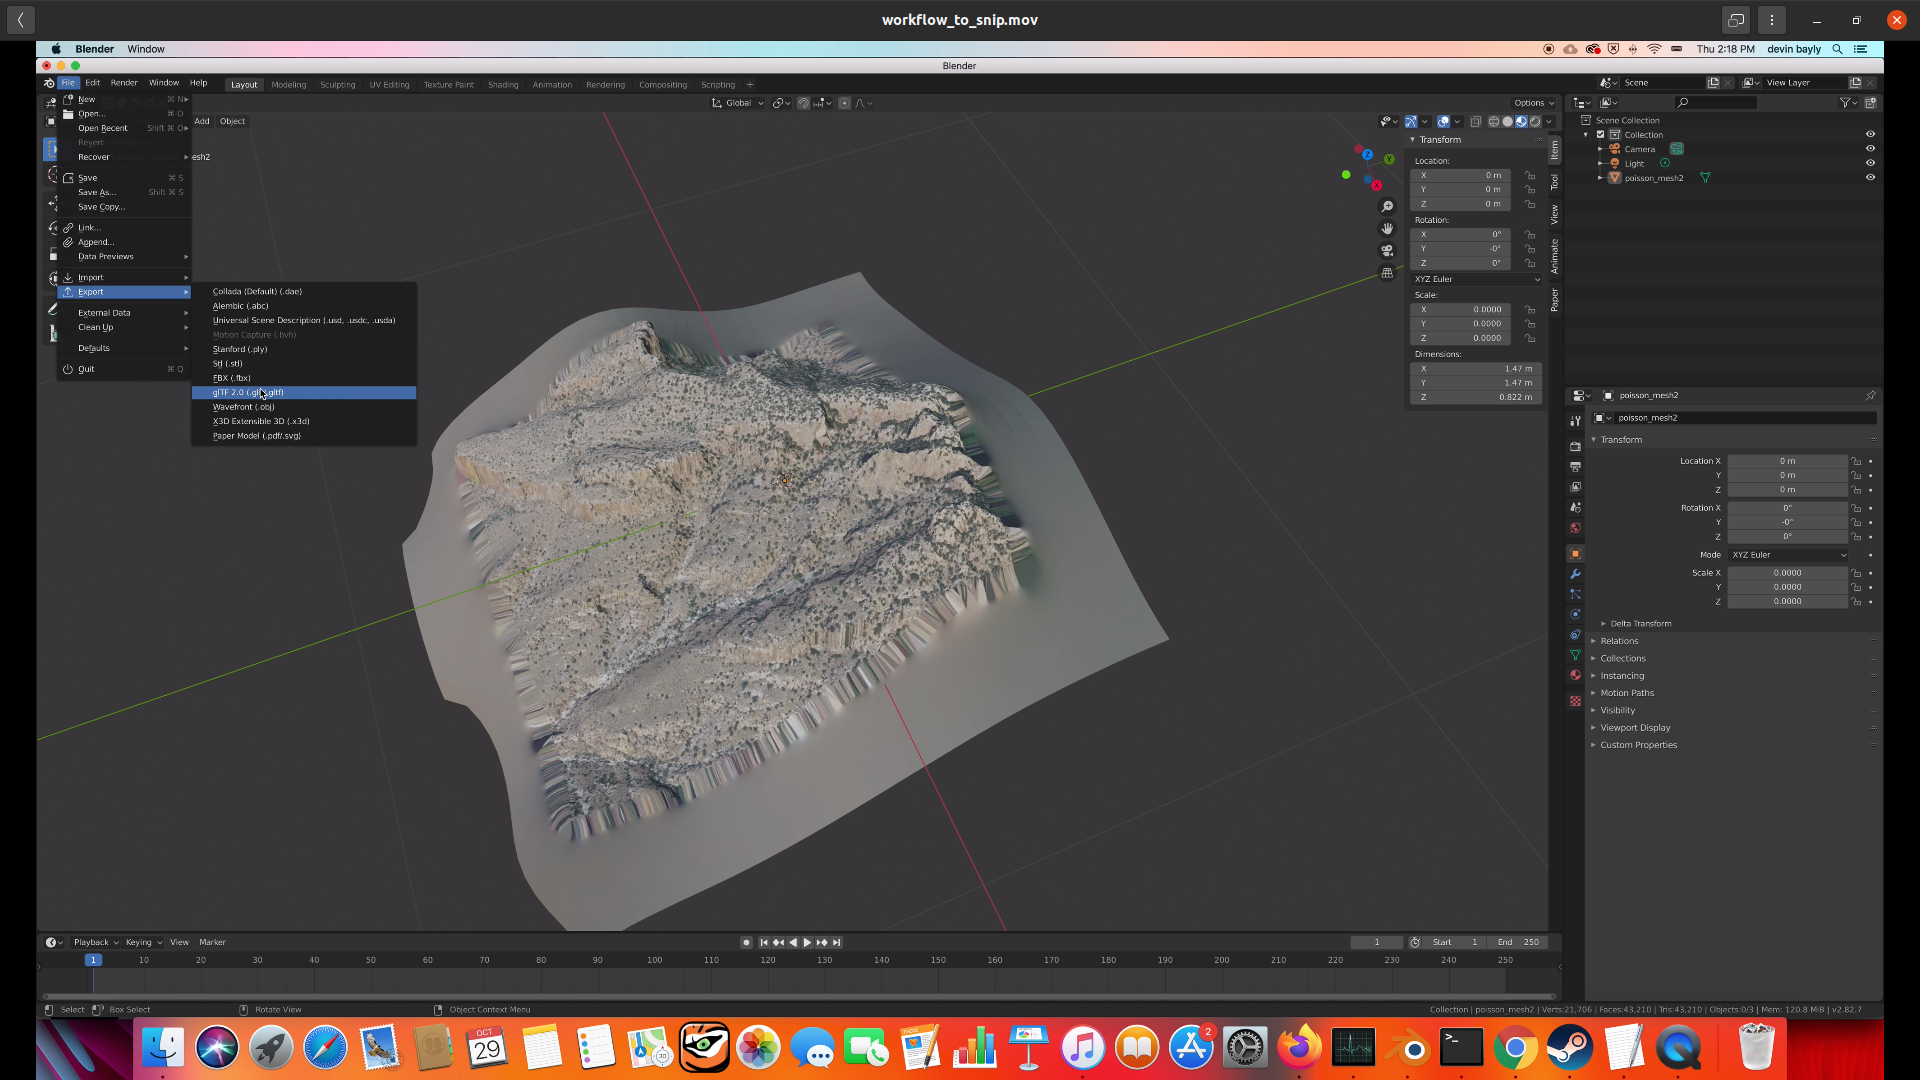 workflow_to_snip.mov
Blender Window
Thu 2:18 PM devin bayly
Blender
File Edit Render Window Help
Layout Modeling Sculpting UV Editing Texture Paint Shading Animation Rendering Compositing Scripting +
Scene
View Layer
Global
Options
Add Object
esh2
New ⌘ N
Open... ⌘ O
Open Recent Shift ⌘ O
Revert
Recover
Save ⌘ S
Save As... Shift ⌘ S
Save Copy...
Link...
Append...
Data Previews
Import
Export
External Data
Clean Up
Defaults
Quit ⌘ Q
Collada (Default) (.dae)
Alembic (.abc)
Universal Scene Description (.usd, .usdc, .usda)
Motion Capture (.bvh)
Stanford (.ply)
Stl (.stl)
FBX (.fbx)
glTF 2.0 (.gl .gltf)
Wavefront (.obj)
X3D Extensible 3D (.x3d)
Paper Model (.pdf/.svg)
Z
Y
X
Transform
Location:
X 0 m
Y 0 m
Z 0 m
Rotation:
X 0°
Y -0°
Z 0°
XYZ Euler
Scale:
X 0.0000
Y 0.0000
Z 0.0000
Dimensions:
X 1.47 m
Y 1.47 m
Z 0.822 m
Item
Tool
View
Animate
Paper
Scene Collection
Collection
Camera
Light
poisson_mesh2
poisson_mesh2
poisson_mesh2
Transform
Location X 0 m
Y 0 m
Z 0 m
Rotation X 0°
Y -0°
Z 0°
Mode XYZ Euler
Scale X 0.0000
Y 0.0000
Z 0.0000
Delta Transform
Relations
Collections
Instancing
Motion Paths
Visibility
Viewport Display
Custom Properties
Playback Keying View Marker
1 Start 1 End 250
1 10 20 30 40 50 60 70 80 90 100 110 120 130 140 150 160 170 180 190 200 210 220 230 240 250
Select Box Select Rotate View Object Context Menu
Collection | poisson_mesh2 | Verts:21,706 | Faces:43,210 | Tris:43,210 | Objects:0/3 | Mem: 120.8 MiB | v2.82.7
OCT
29
2